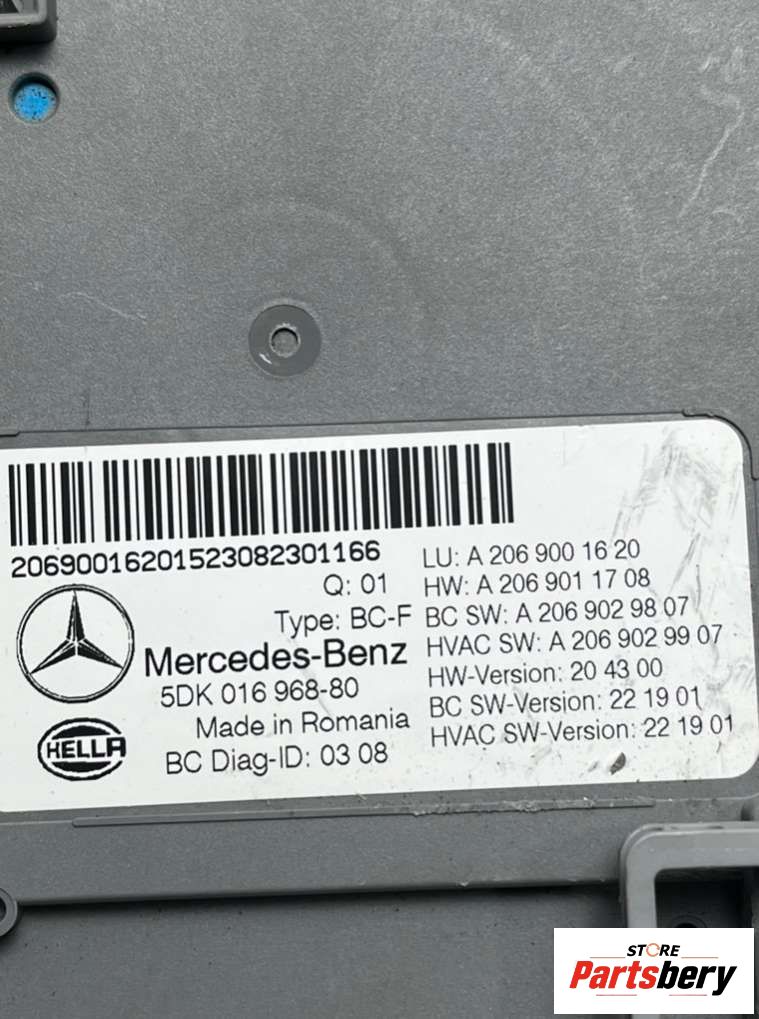 20690016201523082301166
Q: 01
Type: BC-F
Mercedes-Benz
5DK 016 968-80
Made in Romania
BC Diag-ID: 03 08
HELLA
LU: A 206 900 16 20
HW: A 206 901 17 08
BC SW: A 206 902 98 07
HVAC SW: A 206 902 99 07
HW-Version: 20 43 00
BC SW-Version: 22 19 01
HVAC SW-Version: 22 19 01
STORE
Partsbery